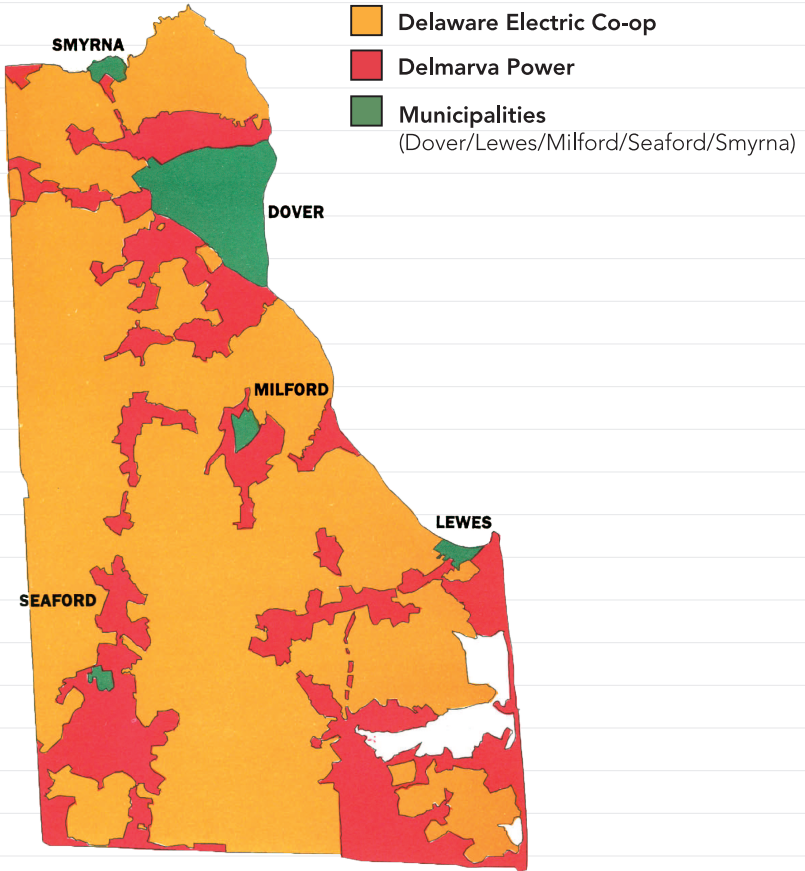 Delaware Electric Co-op
Delmarva Power
Municipalities
(Dover/Lewes/Milford/Seaford/Smyrna)
SMYRNA
DOVER
MILFORD
LEWES
SEAFORD